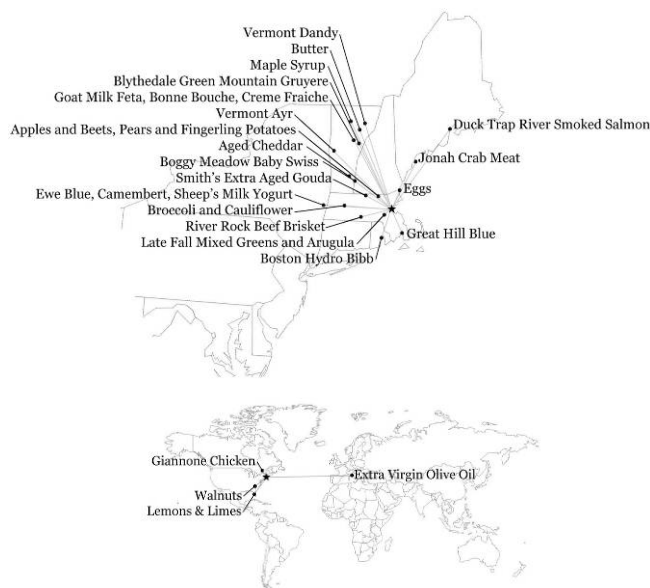 Vermont Dandy
Butter
Maple Syrup
Blythedale Green Mountain Gruyere
Goat Milk Feta, Bonne Bouche, Creme Fraiche
Vermont Ayr
Apples and Beets, Pears and Fingerling Potatoes
Aged Cheddar
Boggy Meadow Baby Swiss
Smith's Extra Aged Gouda
Ewe Blue, Camembert, Sheep's Milk Yogurt
Broccoli and Cauliflower
River Rock Beef Brisket
Late Fall Mixed Greens and Arugula
Boston Hydro Bibb
Duck Trap River Smoked Salmon
Jonah Crab Meat
Eggs
Great Hill Blue
Giannone Chicken
Extra Virgin Olive Oil
Walnuts
Lemons & Limes